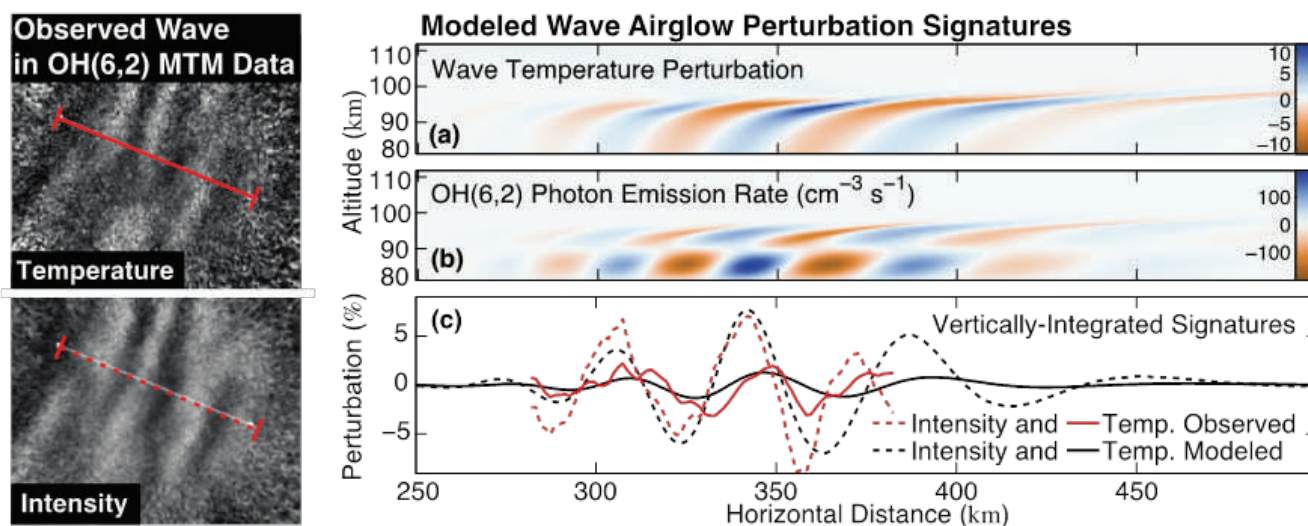 Observed Wave
in OH(6,2) MTM Data
Temperature
Intensity
Modeled Wave Airglow Perturbation Signatures
Wave Temperature Perturbation
(a)
110
100
90
80
10
5
0
−5
−10
Altitude (km)
OH(6,2) Photon Emission Rate (cm⁻³ s⁻¹)
(b)
110
100
90
80
100
0
−100
(c)
Vertically-Integrated Signatures
Perturbation (%)
5
0
−5
Intensity and Temp. Observed
Intensity and Temp. Modeled
250 300 350 400 450
Horizontal Distance (km)